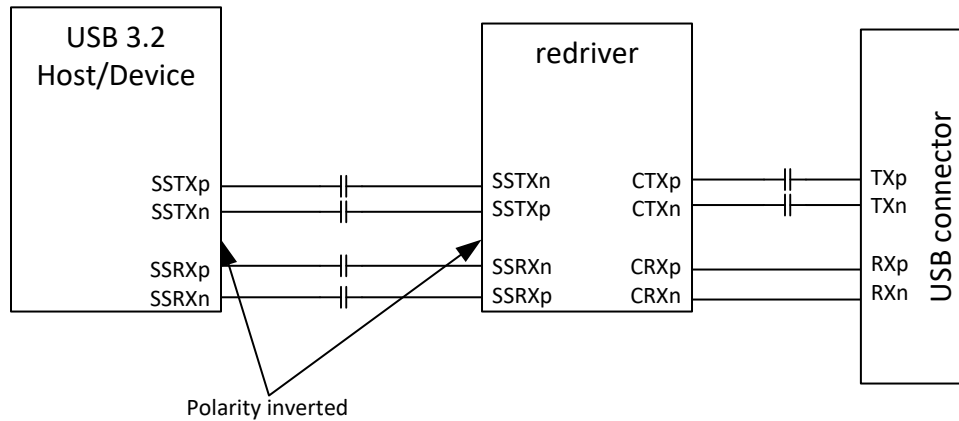 USB 3.2
Host/Device
SSTXp
SSTXn
SSRXp
SSRXn
redriver
SSTXn
SSTXp
SSRXn
SSRXp
CTXp
CTXn
CRXp
CRXn
TXp
TXn
RXp
RXn
USB connector
Polarity inverted